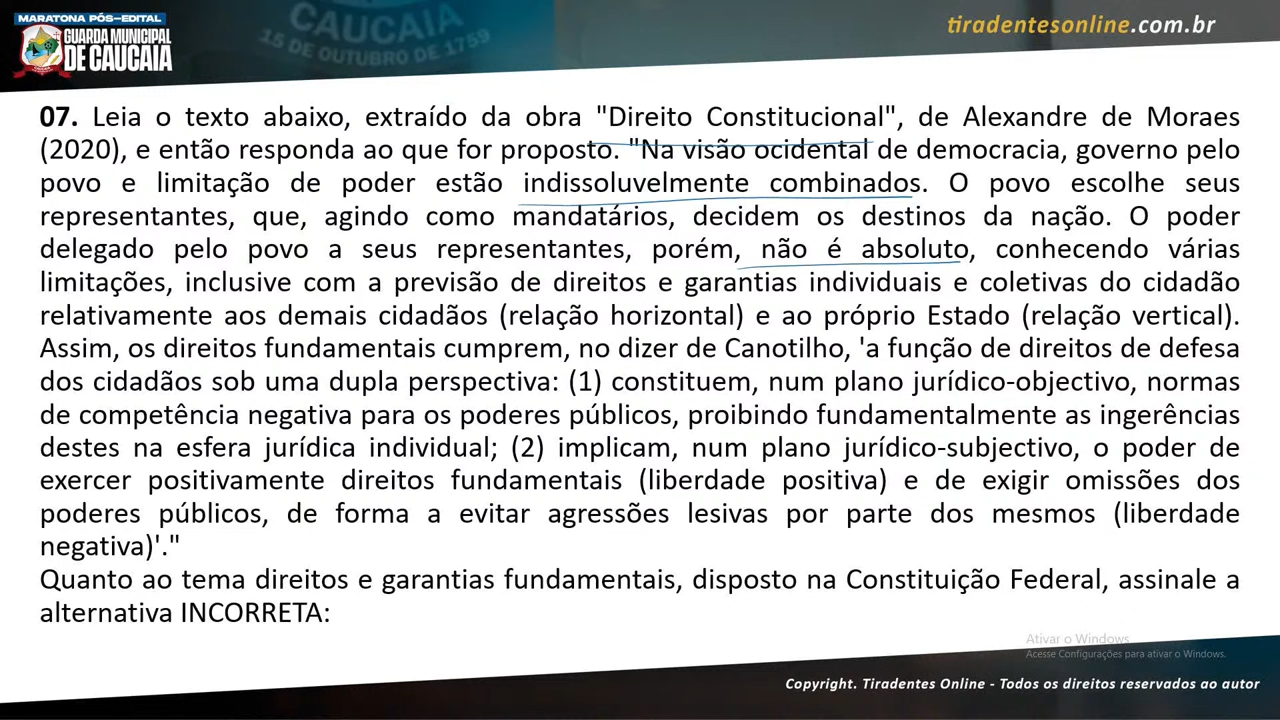 MARATONA PÓS-EDITAL
GUARDA MUNICIPAL
DE CAUCAIA
CAUCAIA
15 DE OUTUBRO DE 1759
tiradentesonline.com.br
07. Leia o texto abaixo, extraído da obra "Direito Constitucional", de Alexandre de Moraes
(2020), e então responda ao que for proposto. "Na visão ocidental de democracia, governo pelo
povo e limitação de poder estão indissoluvelmente combinados. O povo escolhe seus
representantes, que, agindo como mandatários, decidem os destinos da nação. O poder
delegado pelo povo a seus representantes, porém, não é absoluto, conhecendo várias
limitações, inclusive com a previsão de direitos e garantias individuais e coletivas do cidadão
relativamente aos demais cidadãos (relação horizontal) e ao próprio Estado (relação vertical).
Assim, os direitos fundamentais cumprem, no dizer de Canotilho, 'a função de direitos de defesa
dos cidadãos sob uma dupla perspectiva: (1) constituem, num plano jurídico-objectivo, normas
de competência negativa para os poderes públicos, proibindo fundamentalmente as ingerências
destes na esfera jurídica individual; (2) implicam, num plano jurídico-subjectivo, o poder de
exercer positivamente direitos fundamentais (liberdade positiva) e de exigir omissões dos
poderes públicos, de forma a evitar agressões lesivas por parte dos mesmos (liberdade
negativa)'."
Quanto ao tema direitos e garantias fundamentais, disposto na Constituição Federal, assinale a
alternativa INCORRETA:
Ativar o Windows
Acesse Configurações para ativar o Windows.
Copyright. Tiradentes Online - Todos os direitos reservados ao autor